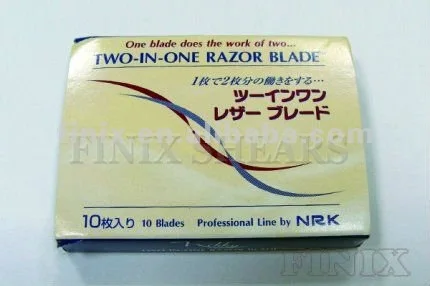 One blade does the work of two...
TWO-IN-ONE RAZOR BLADE
1枚で2枚分の働きをする…
ツーインワン
レザー ブレード
FINIX SHEARS
10枚入り 10 Blades Professional Line by NRK
FINIX